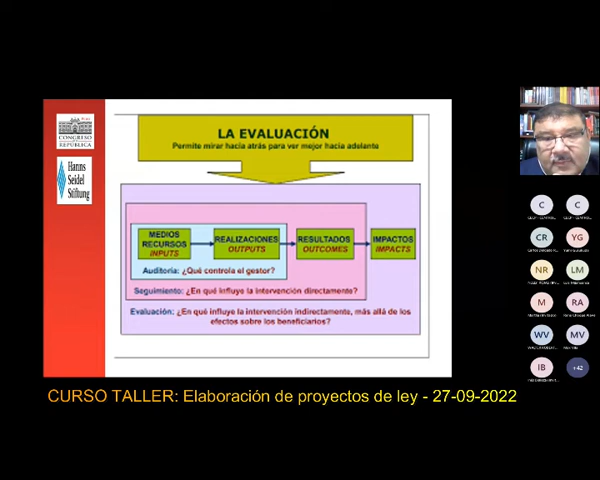 CONGRESO
REPÚBLICA
Hanns
Seidel
Stiftung
LA EVALUACIÓN
Permite mirar hacia atrás para ver mejor hacia adelante
MEDIOS
RECURSOS
INPUTS
REALIZACIONES
OUTPUTS
RESULTADOS
OUTCOMES
IMPACTOS
IMPACTS
Auditoría: ¿Qué controla el gestor?
Seguimiento: ¿En qué influye la intervención directamente?
Evaluación: ¿En qué influye la intervención indirectamente, más allá de los
efectos sobre los beneficiarios?
C
C
CR
YG
NR
LM
M
RA
WV
MV
IB
+42
CURSO TALLER: Elaboración de proyectos de ley - 27-09-2022